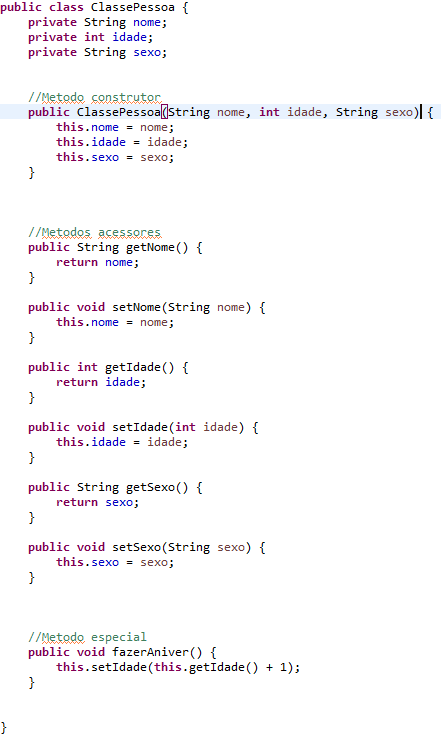 public class ClassePessoa {
private String nome;
private int idade;
private String sexo;
//Metodo construtor
public ClassePessoa(String nome, int idade, String sexo) {
this.nome = nome;
this.idade = idade;
this.sexo = sexo;
}
//Metodos acessores
public String getNome() {
return nome;
}
public void setNome(String nome) {
this.nome = nome;
}
public int getIdade() {
return idade;
}
public void setIdade(int idade) {
this.idade = idade;
}
public String getSexo() {
return sexo;
}
public void setSexo(String sexo) {
this.sexo = sexo;
}
//Metodo especial
public void fazerAniver() {
this.setIdade(this.getIdade() + 1);
}
}